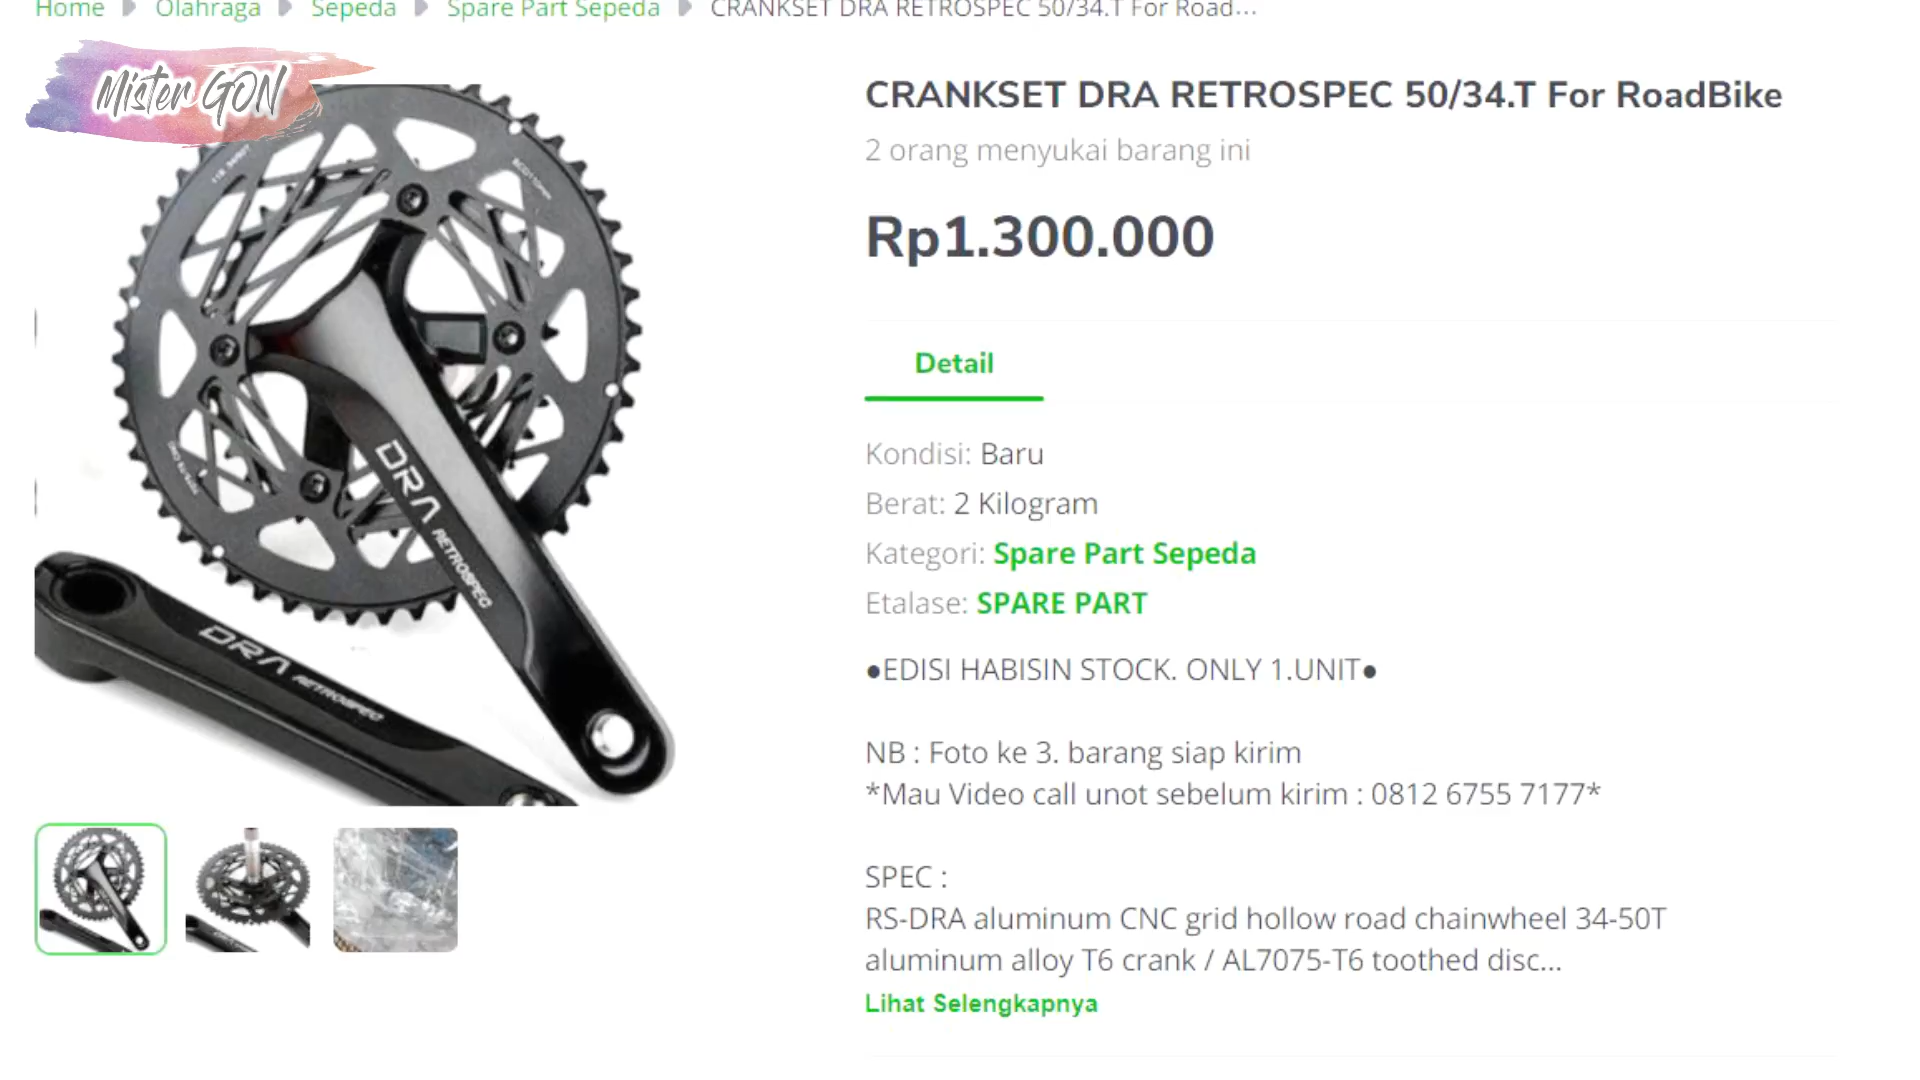 Home Olahraga Sepeda Spare Part Sepeda CRANKSET DRA RETROSPEC 50/34.T For Road...
Mister GON
CRANKSET DRA RETROSPEC 50/34.T For RoadBike
2 orang menyukai barang ini
Rp1.300.000
Detail
Kondisi: Baru
Berat: 2 Kilogram
Kategori: Spare Part Sepeda
Etalase: SPARE PART
●EDISI HABISIN STOCK. ONLY 1.UNIT●
NB : Foto ke 3. barang siap kirim
*Mau Video call unot sebelum kirim : 0812 6755 7177*
SPEC :
RS-DRA aluminum CNC grid hollow road chainwheel 34-50T
aluminum alloy T6 crank / AL7075-T6 toothed disc...
Lihat Selengkapnya
DRA RETROSPEC
DRA RETROSPEC